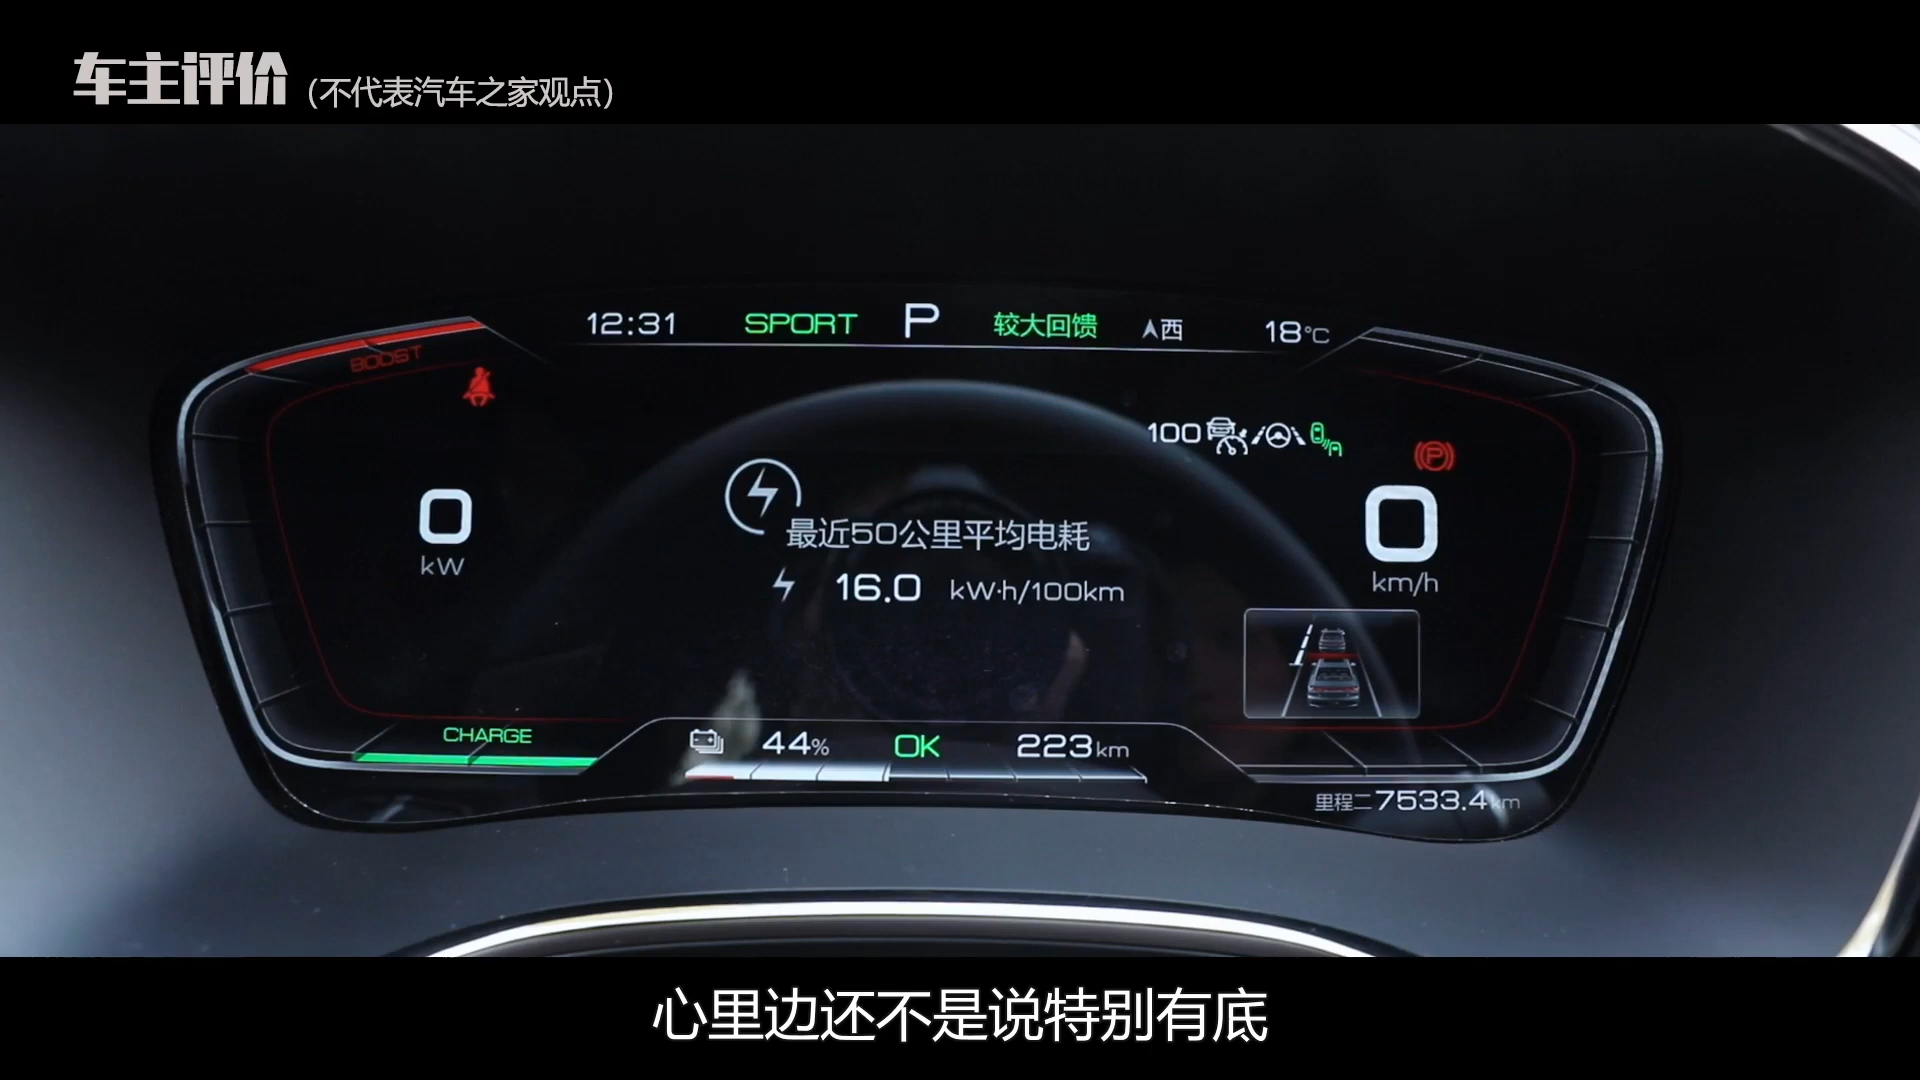 车主评价(不代表汽车之家观点)
12:31 SPORT P 较大回馈 西 18°C
BOOST
100
P
0
kW
最近50公里平均电耗
16.0 kW·h/100km
0
km/h
CHARGE
44% OK 223km
里程二7533.4km
心里边还不是说特别有底